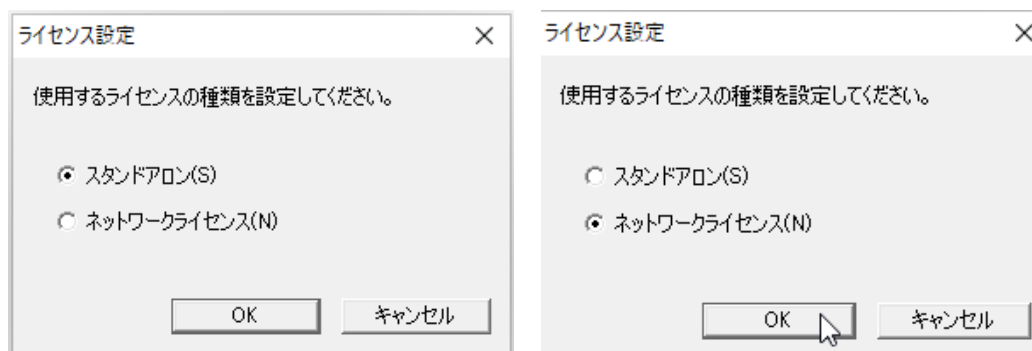 ライセンス設定
使用するライセンスの種類を設定してください。
スタンドアロン(S)
ネットワークライセンス(N)
OK
キャンセル
ライセンス設定
使用するライセンスの種類を設定してください。
スタンドアロン(S)
ネットワークライセンス(N)
OK
キャンセル